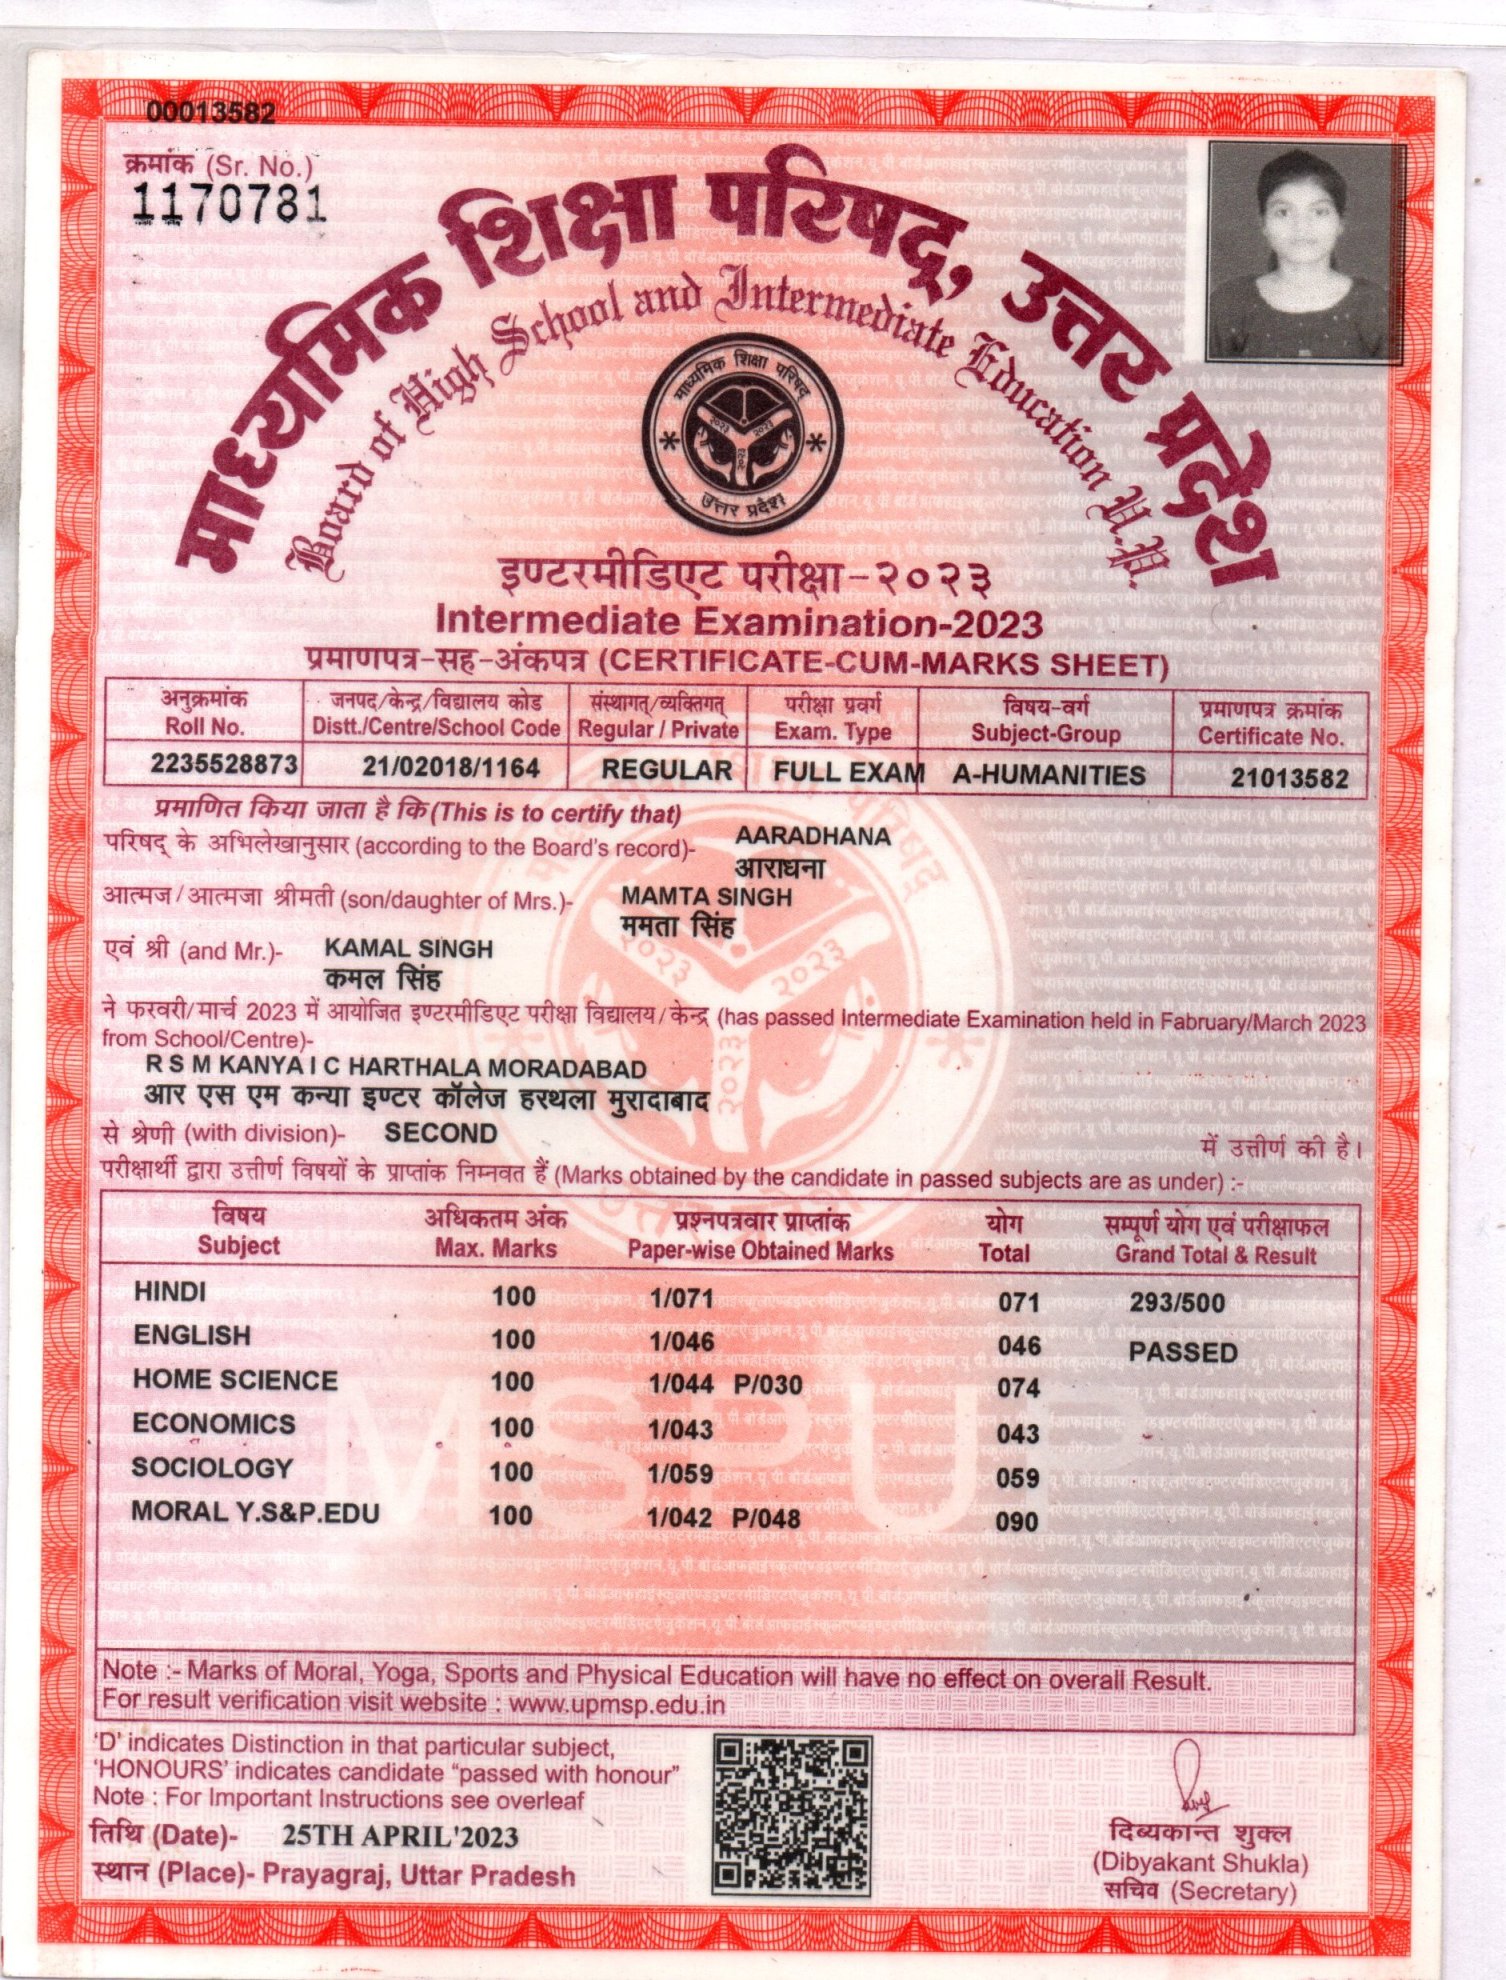 00013582
क्रमांक (Sr. No.)
1170781
माध्यमिक शिक्षा परिषद्, उत्तर प्रदेश
Board of High School and Intermediate Education U.P.
माध्यमिक शिक्षा परिषद
२०२३ २०२३
२०२३
उत्तर प्रदेश
इण्टरमीडिएट परीक्षा-२०२३
Intermediate Examination-2023
प्रमाणपत्र-सह-अंकपत्र (CERTIFICATE-CUM-MARKS SHEET)
अनुक्रमांक जनपद/केन्द्र/विद्यालय कोड संस्थागत्/व्यक्तिगत् परीक्षा प्रवर्ग विषय-वर्ग प्रमाणपत्र क्रमांक
Roll No. Distt./Centre/School Code Regular / Private Exam. Type Subject-Group Certificate No.
2235528873 21/02018/1164 REGULAR FULL EXAM A-HUMANITIES 21013582
प्रमाणित किया जाता है कि (This is to certify that)
परिषद् के अभिलेखानुसार (according to the Board's record)- AARADHANA
आराधना
आत्मज/आत्मजा श्रीमती (son/daughter of Mrs.)- MAMTA SINGH
ममता सिंह
एवं श्री (and Mr.)- KAMAL SINGH
कमल सिंह
ने फरवरी/मार्च 2023 में आयोजित इण्टरमीडिएट परीक्षा विद्यालय/केन्द्र (has passed Intermediate Examination held in Fabruary/March 2023
from School/Centre)-
R S M KANYA I C HARTHALA MORADABAD
आर एस एम कन्या इण्टर कॉलेज हरथला मुरादाबाद
से श्रेणी (with division)- SECOND में उत्तीर्ण की है।
परीक्षार्थी द्वारा उत्तीर्ण विषयों के प्राप्तांक निम्नवत हैं (Marks obtained by the candidate in passed subjects are as under) :-
विषय अधिकतम अंक प्रश्नपत्रवार प्राप्तांक योग सम्पूर्ण योग एवं परीक्षाफल
Subject Max. Marks Paper-wise Obtained Marks Total Grand Total & Result
HINDI 100 1/071 071 293/500
ENGLISH 100 1/046 046 PASSED
HOME SCIENCE 100 1/044 P/030 074
ECONOMICS 100 1/043 043
SOCIOLOGY 100 1/059 059
MORAL Y.S&P.EDU 100 1/042 P/048 090
MSPUP
Note :- Marks of Moral, Yoga, Sports and Physical Education will have no effect on overall Result.
For result verification visit website : www.upmsp.edu.in
'D' indicates Distinction in that particular subject,
'HONOURS' indicates candidate "passed with honour"
Note : For Important Instructions see overleaf
तिथि (Date)- 25TH APRIL'2023
स्थान (Place)- Prayagraj, Uttar Pradesh
दिब्यकान्त शुक्ल
(Dibyakant Shukla)
सचिव (Secretary)